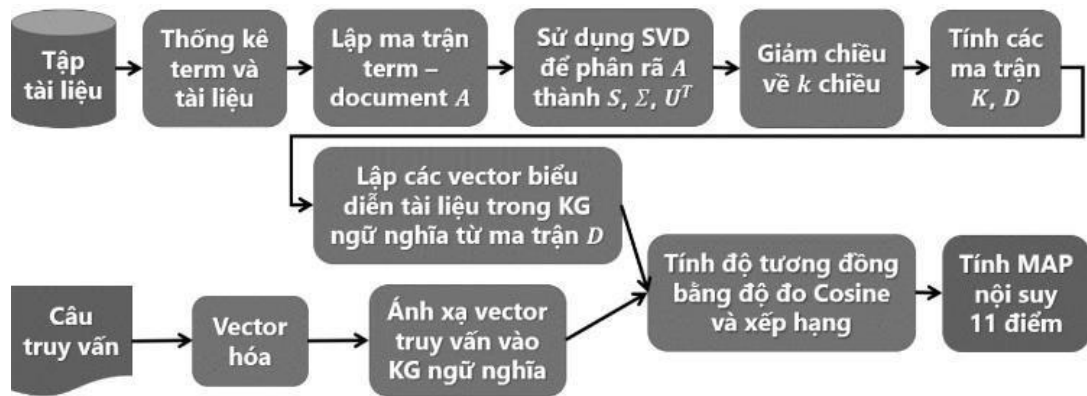 Tập
tài liệu
Thống kê
term và
tài liệu
Lập ma trận
term –
document A
Sử dụng SVD
để phân rã A
thành S, Σ, Uᵀ
Giảm chiều
về k chiều
Tính các
ma trận
K, D
Lập các vector biểu
diễn tài liệu trong KG
ngữ nghĩa từ ma trận D
Câu
truy vấn
Vector
hóa
Ánh xạ vector
truy vấn vào
KG ngữ nghĩa
Tính độ tương đồng
bằng độ đo Cosine
và xếp hạng
Tính MAP
nội suy
11 điểm